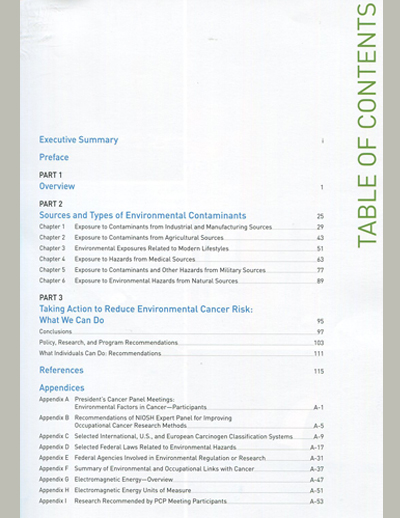 TABLE OF CONTENTS
Executive Summary i
Preface
PART 1
Overview 1
PART 2
Sources and Types of Environmental Contaminants 25
Chapter 1 Exposure to Contaminants from Industrial and Manufacturing Sources 29
Chapter 2 Exposure to Contaminants from Agricultural Sources 43
Chapter 3 Environmental Exposures Related to Modern Lifestyles 51
Chapter 4 Exposure to Hazards from Medical Sources 63
Chapter 5 Exposure to Contaminants and Other Hazards from Military Sources 77
Chapter 6 Exposure to Environmental Hazards from Natural Sources 89
PART 3
Taking Action to Reduce Environmental Cancer Risk:
What We Can Do 95
Conclusions 97
Policy, Research, and Program Recommendations 103
What Individuals Can Do: Recommendations 111
References 115
Appendices
Appendix A President's Cancer Panel Meetings:
Environmental Factors in Cancer—Participants A-1
Appendix B Recommendations of NIOSH Expert Panel for Improving
Occupational Cancer Research Methods A-5
Appendix C Selected International, U.S., and European Carcinogen Classification Systems A-9
Appendix D Selected Federal Laws Related to Environmental Hazards A-17
Appendix E Federal Agencies Involved in Environmental Regulation or Research A-31
Appendix F Summary of Environmental and Occupational Links with Cancer A-37
Appendix G Electromagnetic Energy—Overview A-47
Appendix H Electromagnetic Energy Units of Measure A-51
Appendix I Research Recommended by PCP Meeting Participants A-53